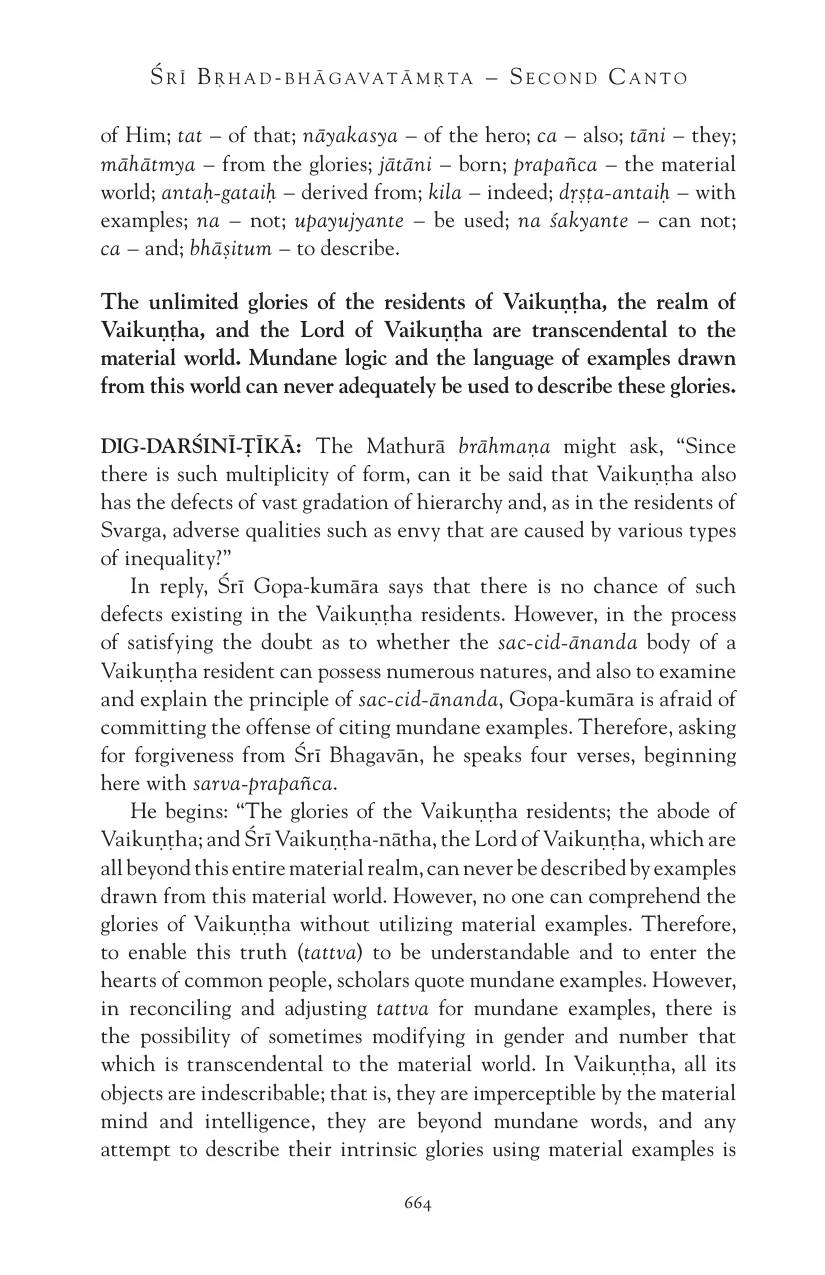 Śrī Bṛhad-bhāgavatāmṛta – Second Canto
of Him; tat – of that; nāyakasya – of the hero; ca – also; tāni – they;
māhātmya – from the glories; jātāni – born; prapañca – the material
world; antaḥ-gataiḥ – derived from; kila – indeed; dṛṣṭa-antaiḥ – with
examples; na – not; upayujyante – be used; na śakyante – can not;
ca – and; bhāṣitum – to describe.
The unlimited glories of the residents of Vaikuṇṭha, the realm of
Vaikuṇṭha, and the Lord of Vaikuṇṭha are transcendental to the
material world. Mundane logic and the language of examples drawn
from this world can never adequately be used to describe these glories.
DIG-DARŚINĪ-ṬĪKĀ: The Mathurā brāhmaṇa might ask, “Since
there is such multiplicity of form, can it be said that Vaikuṇṭha also
has the defects of vast gradation of hierarchy and, as in the residents of
Svarga, adverse qualities such as envy that are caused by various types
of inequality?”
In reply, Śrī Gopa-kumāra says that there is no chance of such
defects existing in the Vaikuṇṭha residents. However, in the process
of satisfying the doubt as to whether the sac-cid-ānanda body of a
Vaikuṇṭha resident can possess numerous natures, and also to examine
and explain the principle of sac-cid-ānanda, Gopa-kumāra is afraid of
committing the offense of citing mundane examples. Therefore, asking
for forgiveness from Śrī Bhagavān, he speaks four verses, beginning
here with sarva-prapañca.
He begins: “The glories of the Vaikuṇṭha residents; the abode of
Vaikuṇṭha; and Śrī Vaikuṇṭha-nātha, the Lord of Vaikuṇṭha, which are
all beyond this entire material realm, can never be described by examples
drawn from this material world. However, no one can comprehend the
glories of Vaikuṇṭha without utilizing material examples. Therefore,
to enable this truth (tattva) to be understandable and to enter the
hearts of common people, scholars quote mundane examples. However,
in reconciling and adjusting tattva for mundane examples, there is
the possibility of sometimes modifying in gender and number that
which is transcendental to the material world. In Vaikuṇṭha, all its
objects are indescribable; that is, they are imperceptible by the material
mind and intelligence, they are beyond mundane words, and any
attempt to describe their intrinsic glories using material examples is
664